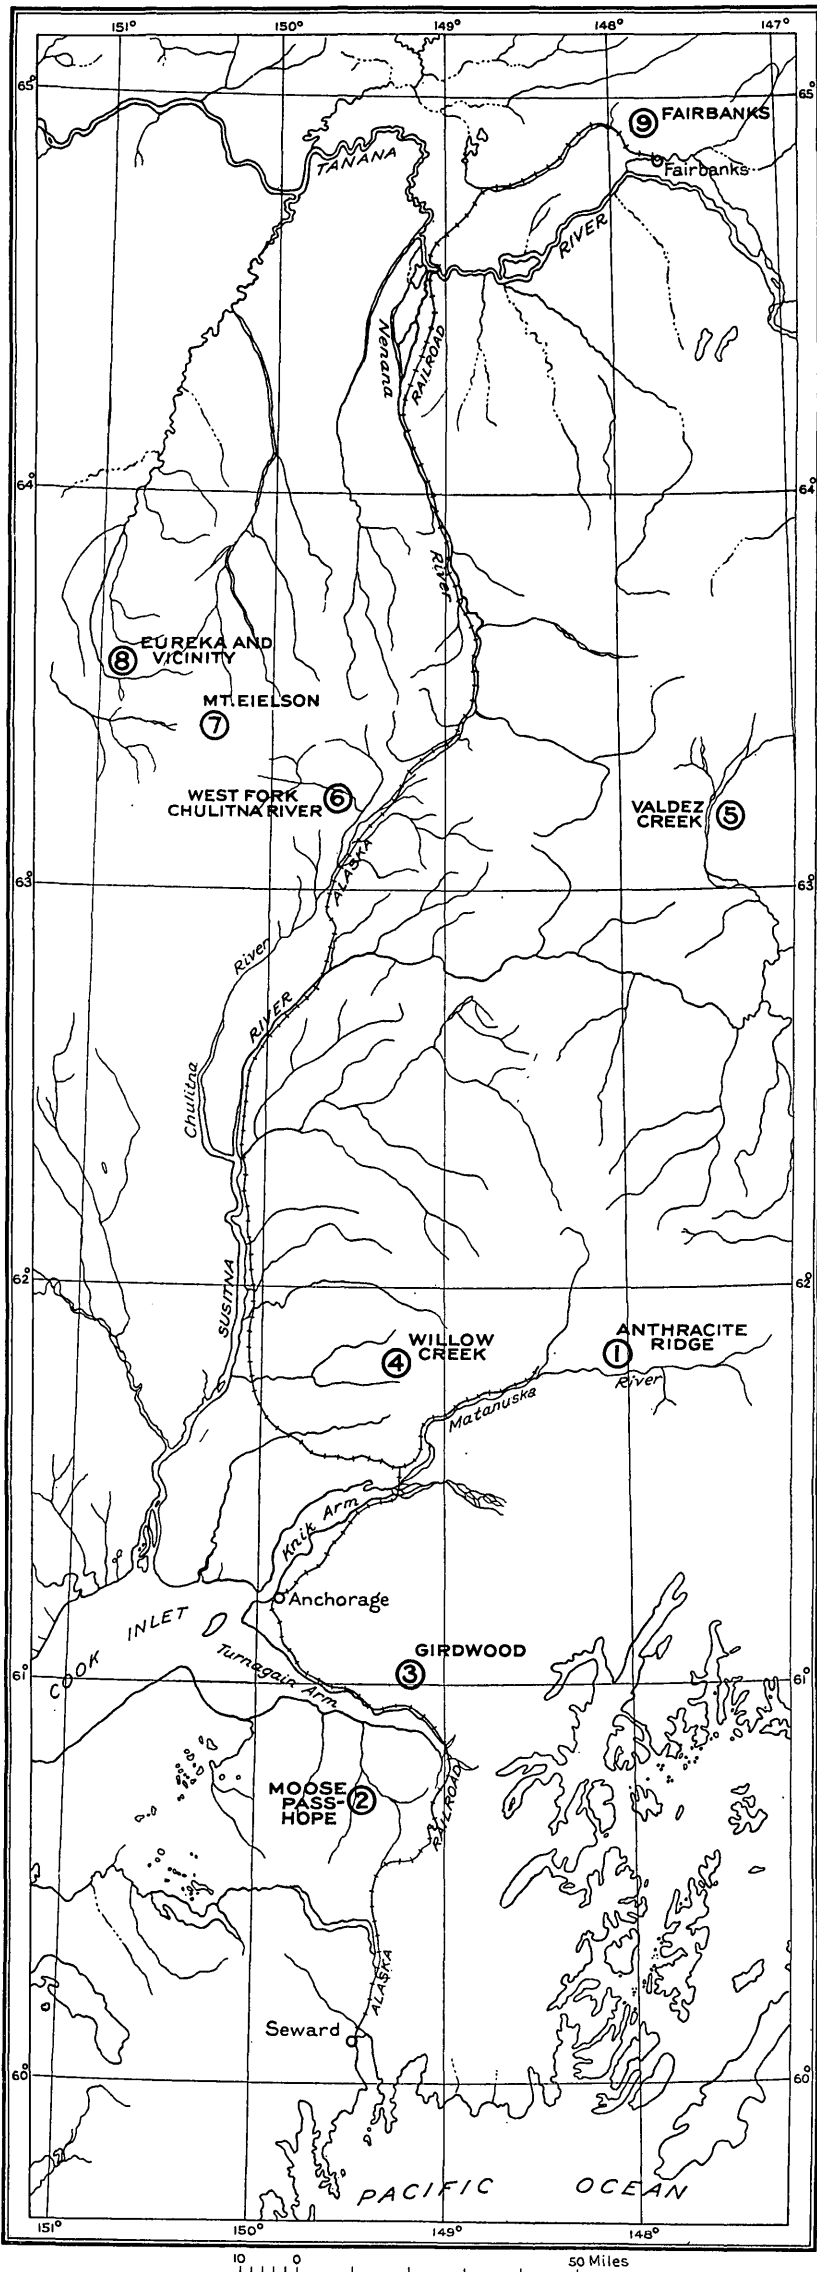 151° 150° 149° 148° 147°
65° 65°
9 FAIRBANKS
Fairbanks
TANANA
RIVER
Nenana
RAILROAD
64° 64°
River
8 EUREKA AND
VICINITY
MT. EIELSON
7
WEST FORK
CHULITNA RIVER 6
VALDEZ
CREEK 5
ALASKA
63° 63°
River
RIVER
Chulitna
SUSITNA
62° 62°
4 WILLOW
CREEK
ANTHRACITE
1 RIDGE
River
Matanuska
Knik Arm
Anchorage
COOK INLET
Turnagain Arm
GIRDWOOD
3
61° 61°
MOOSE
PASS-
HOPE 2
RAILROAD
ALASKA
Seward
60° 60°
PACIFIC OCEAN
151° 150° 149° 148°
10 0 50 Miles